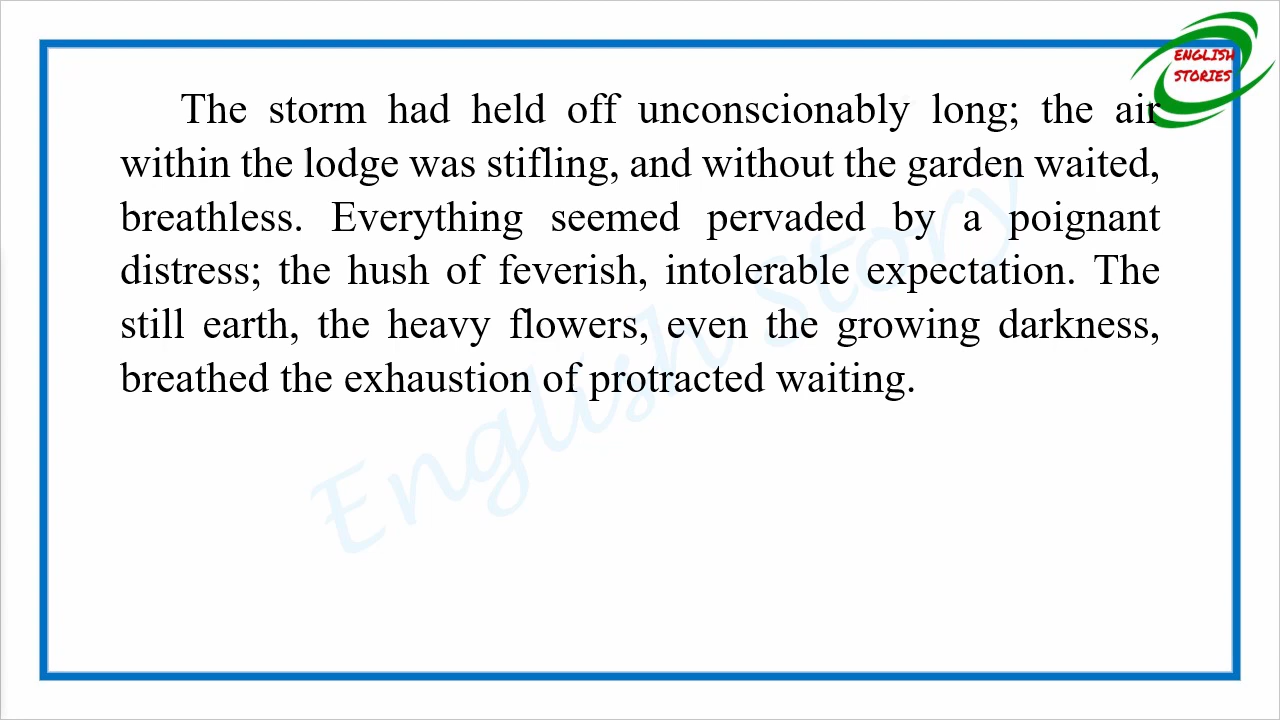 ENGLISH
STORIES
The storm had held off unconscionably long; the air
within the lodge was stifling, and without the garden waited,
breathless. Everything seemed pervaded by a poignant
distress; the hush of feverish, intolerable expectation. The
still earth, the heavy flowers, even the growing darkness,
breathed the exhaustion of protracted waiting.
English Story